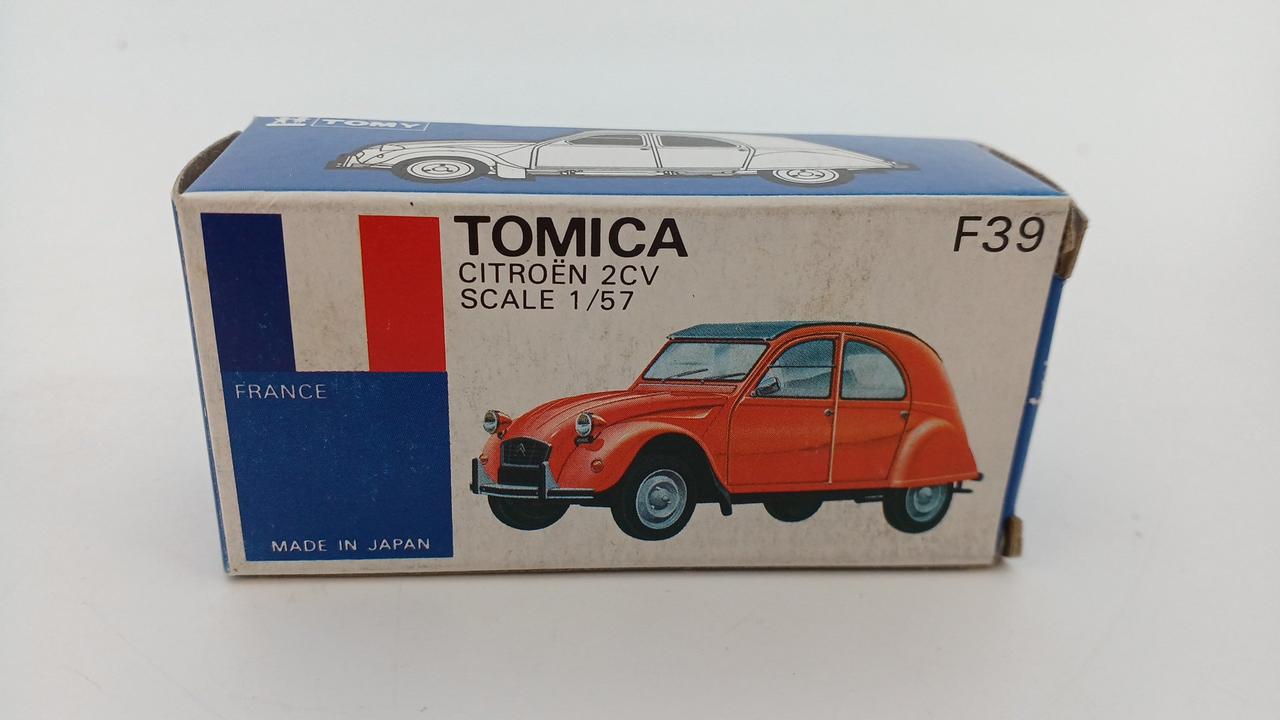 TOMY
TOMICA
F39
CITROËN 2CV
SCALE 1/57
FRANCE
MADE IN JAPAN